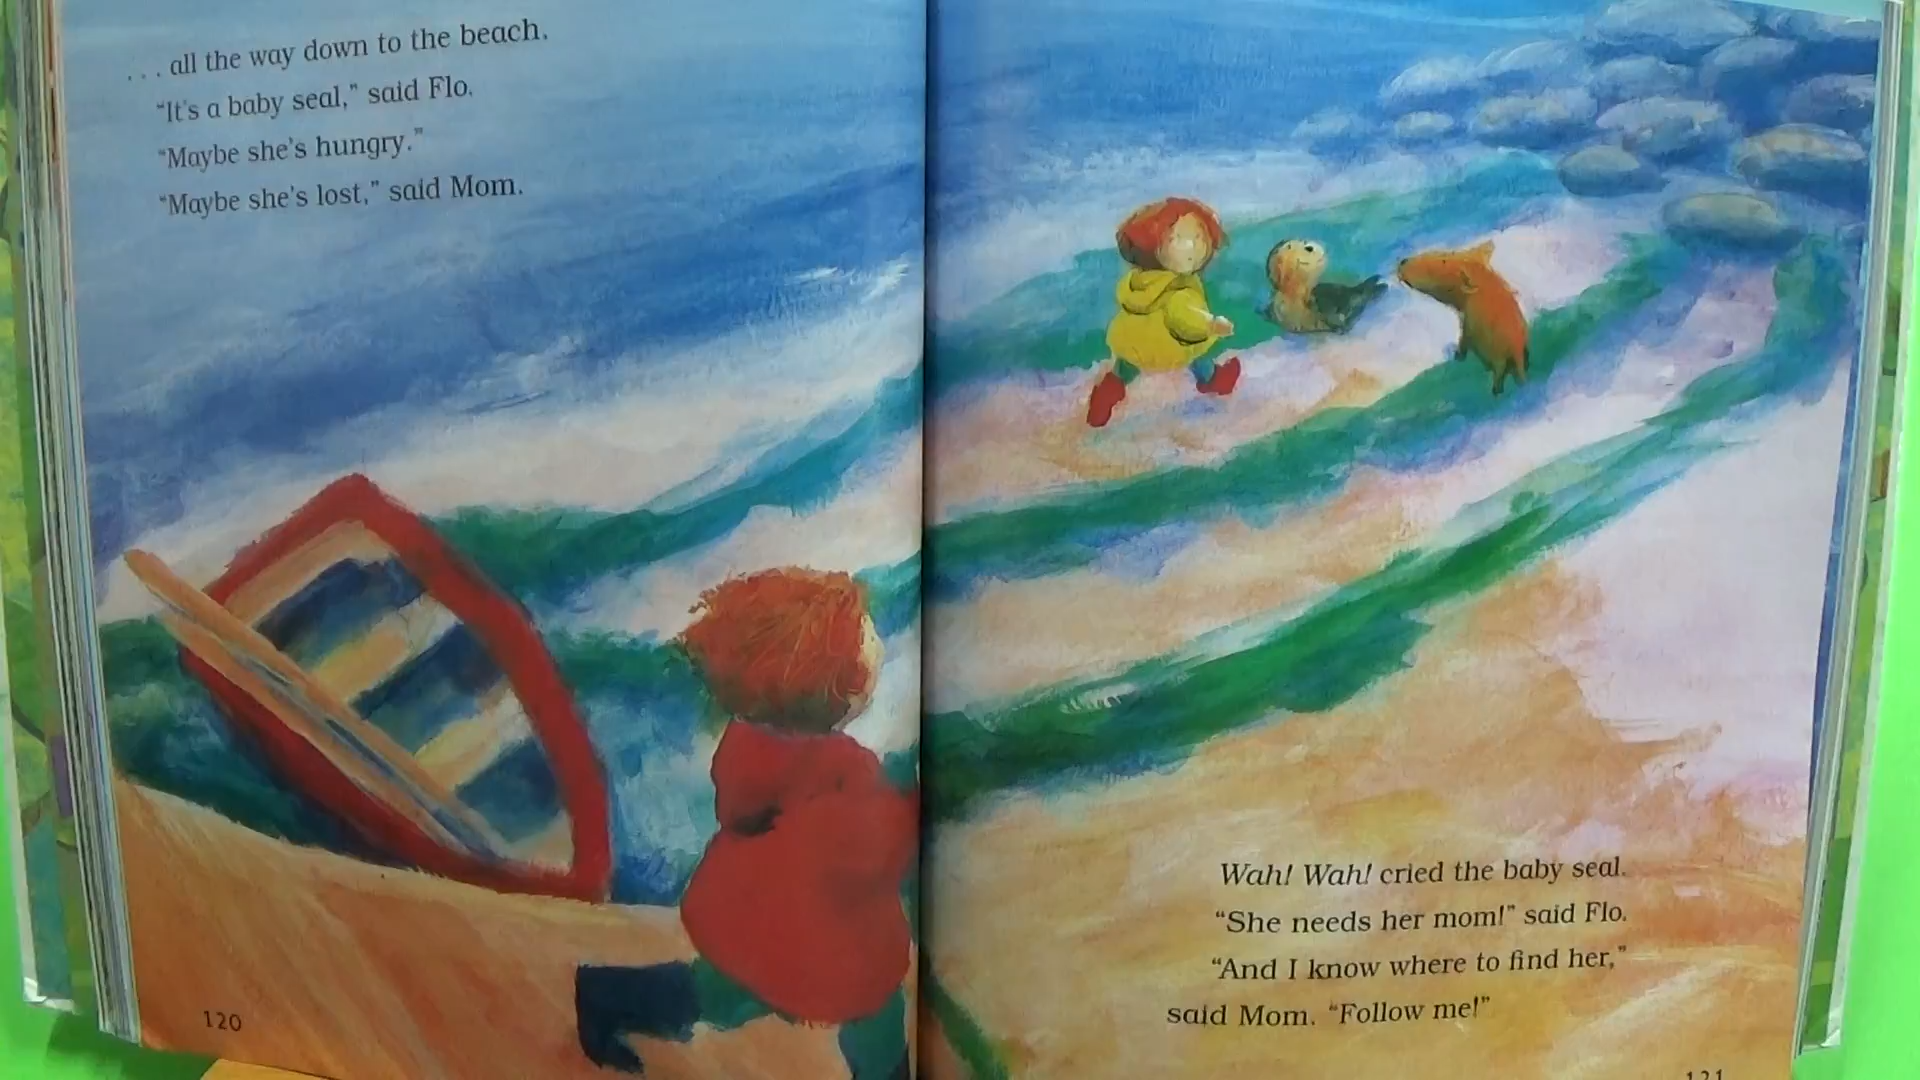 . . . all the way down to the beach.
“It’s a baby seal,” said Flo.
“Maybe she’s hungry.”
“Maybe she’s lost,” said Mom.
120
Wah! Wah! cried the baby seal.
“She needs her mom!” said Flo.
“And I know where to find her,”
said Mom. “Follow me!”
121